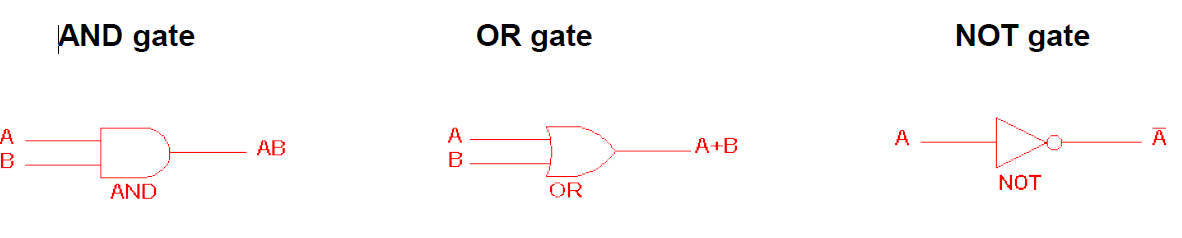 AND gate
OR gate
NOT gate
A
B
AB
AND
A
B
A+B
OR
A
A̅
NOT